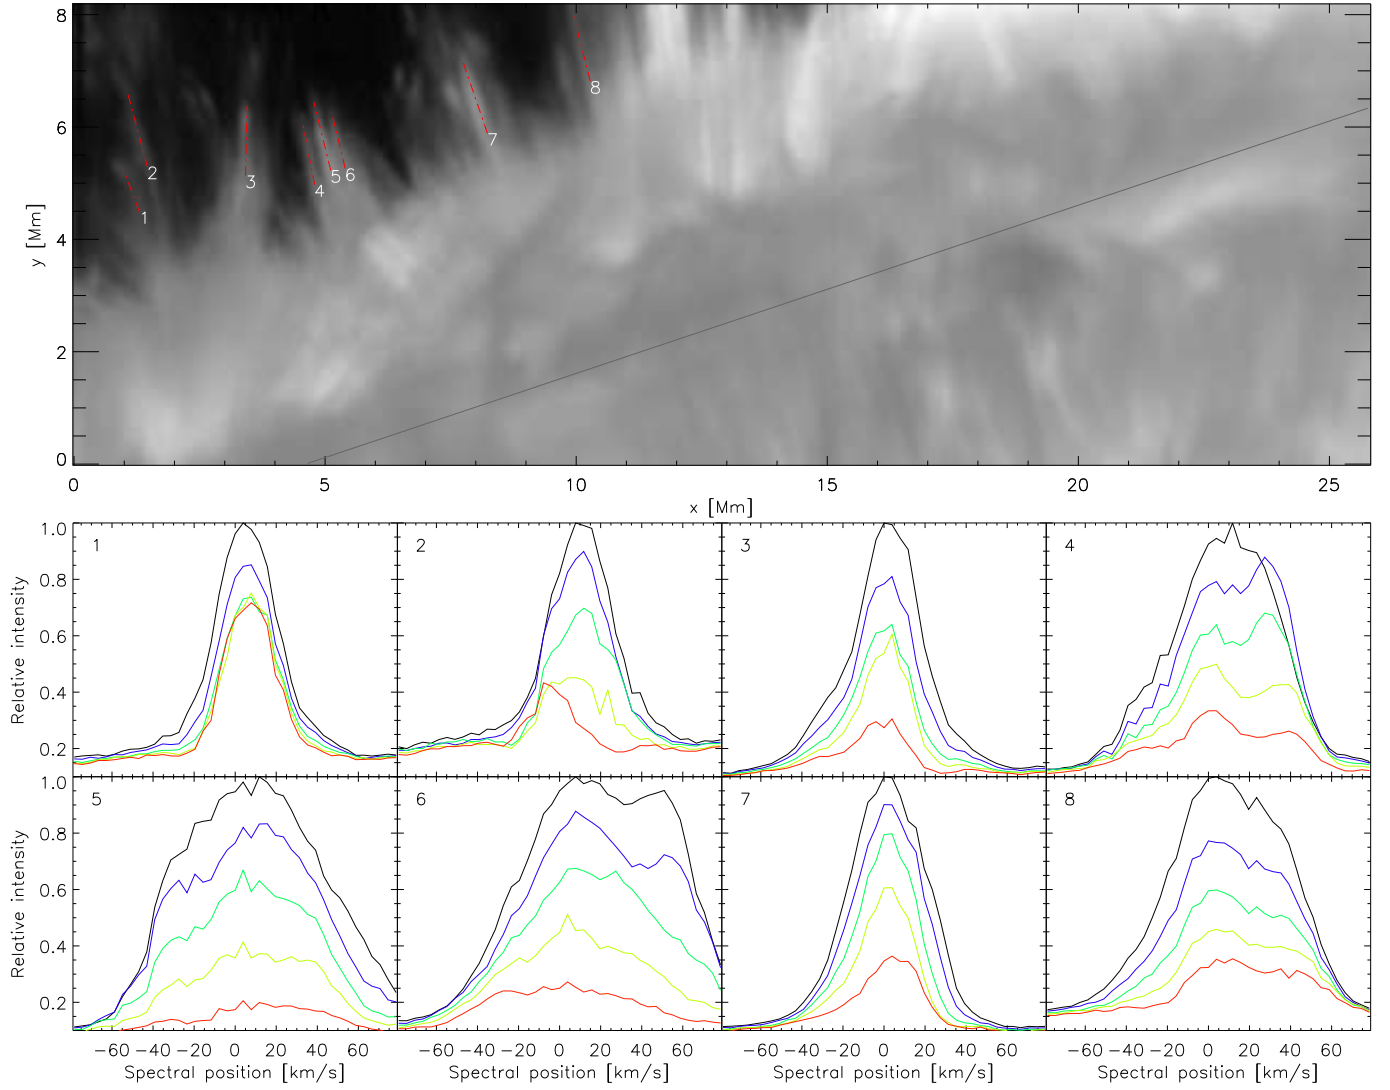 8
6
4
2
0
y [Mm]
1
2
3
4
5
6
7
8
0 5 10 15 20 25
x [Mm]
1.0
0.8
0.6
0.4
0.2
Relative intensity
1
2
3
4
1.0
0.8
0.6
0.4
0.2
Relative intensity
5
6
7
8
-60 -40 -20 0 20 40 60
-60 -40 -20 0 20 40 60
-60 -40 -20 0 20 40 60
-60 -40 -20 0 20 40 60
Spectral position [km/s]
Spectral position [km/s]
Spectral position [km/s]
Spectral position [km/s]